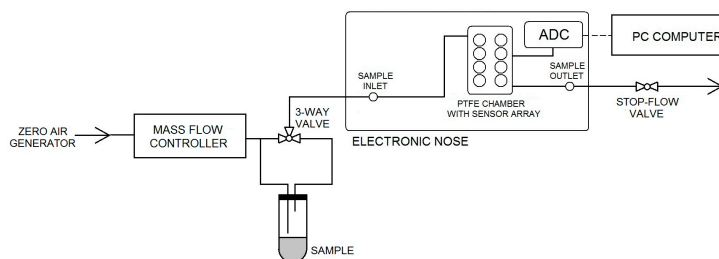 ZERO AIR
GENERATOR
MASS FLOW
CONTROLLER
3-WAY
VALVE
SAMPLE
SAMPLE
INLET
ADC
SAMPLE
OUTLET
PTFE CHAMBER
WITH SENSOR ARRAY
ELECTRONIC NOSE
PC COMPUTER
STOP-FLOW
VALVE